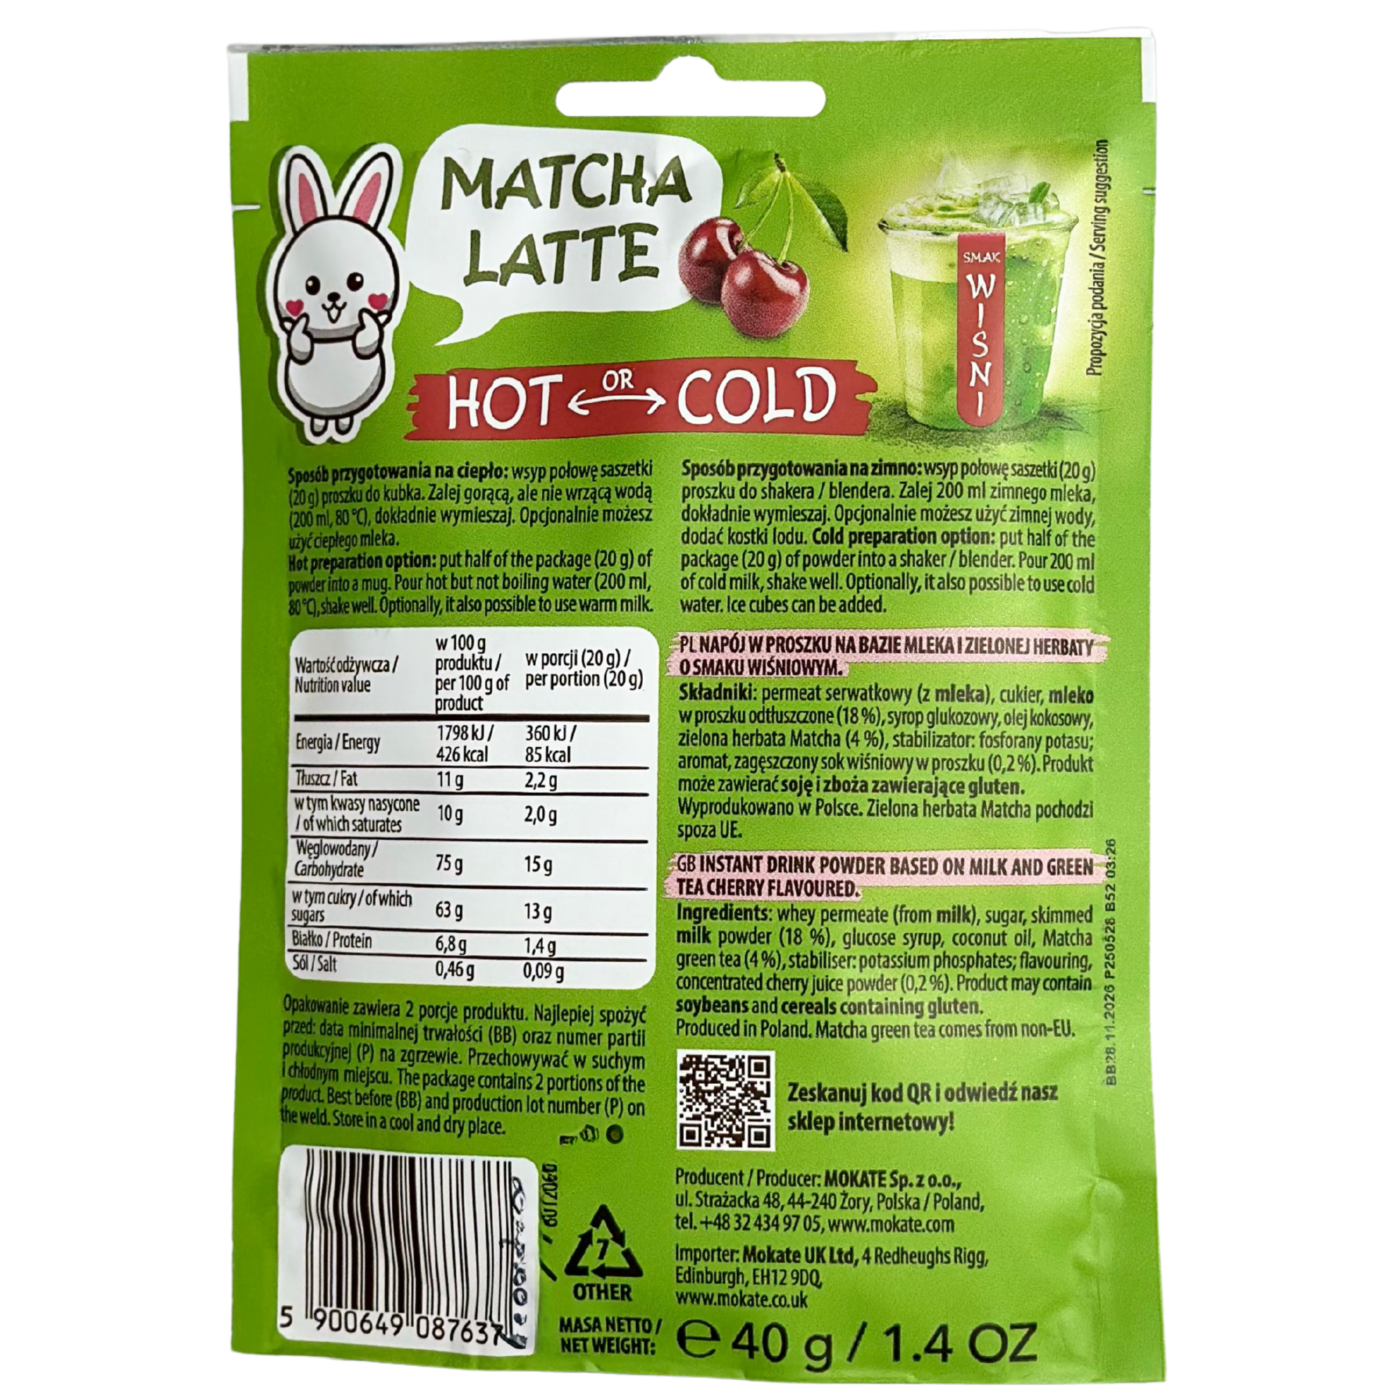 MATCHA
LATTE
SMAK
WIŚNI
Propozycja podania / Serving suggestion
HOT OR COLD
Sposób przygotowania na ciepło: wsyp połowę saszetki
(20 g) proszku do kubka. Zalej gorącą, ale nie wrzącą wodą
(200 ml, 80 °C), dokładnie wymieszaj. Opcjonalnie możesz
użyć ciepłego mleka.
Hot preparation option: put half of the package (20 g) of
powder into a mug. Pour hot but not boiling water (200 ml,
80 °C), shake well. Optionally, it also possible to use warm milk.
Sposób przygotowania na zimno: wsyp połowę saszetki (20 g)
proszku do shakera / blendera. Zalej 200 ml zimnego mleka,
dokładnie wymieszaj. Opcjonalnie możesz użyć zimnej wody,
dodać kostki lodu. Cold preparation option: put half of the
package (20 g) of powder into a shaker / blender. Pour 200 ml
of cold milk, shake well. Optionally, it also possible to use cold
water. Ice cubes can be added.
Wartość odżywcza / Nutrition value
w 100 g produktu / per 100 g of product
w porcji (20 g) / per portion (20 g)
Energia / Energy 1798 kJ / 426 kcal 360 kJ / 85 kcal
Tłuszcz / Fat 11 g 2,2 g
w tym kwasy nasycone / of which saturates 10 g 2,0 g
Węglowodany / Carbohydrate 75 g 15 g
w tym cukry / of which sugars 63 g 13 g
Białko / Protein 6,8 g 1,4 g
Sól / Salt 0,46 g 0,09 g
Opakowanie zawiera 2 porcje produktu. Najlepiej spożyć
przed: data minimalnej trwałości (BB) oraz numer partii
produkcyjnej (P) na zgrzewie. Przechowywać w suchym
i chłodnym miejscu. The package contains 2 portions of the
product. Best before (BB) and production lot number (P) on
the weld. Store in a cool and dry place.
PL NAPÓJ W PROSZKU NA BAZIE MLEKA I ZIELONEJ HERBATY
O SMAKU WIŚNIOWYM.
Składniki: permeat serwatkowy (z mleka), cukier, mleko
w proszku odtłuszczone (18 %), syrop glukozowy, olej kokosowy,
zielona herbata Matcha (4 %), stabilizator: fosforany potasu;
aromat, zagęszczony sok wiśniowy w proszku (0,2 %). Produkt
może zawierać soję i zboża zawierające gluten.
Wyprodukowano w Polsce. Zielona herbata Matcha pochodzi
spoza UE.
GB INSTANT DRINK POWDER BASED ON MILK AND GREEN
TEA CHERRY FLAVOURED.
Ingredients: whey permeate (from milk), sugar, skimmed
milk powder (18 %), glucose syrup, coconut oil, Matcha
green tea (4 %), stabiliser: potassium phosphates; flavouring,
concentrated cherry juice powder (0,2 %). Product may contain
soybeans and cereals containing gluten.
Produced in Poland. Matcha green tea comes from non-EU.
BB28.11.2026 P250528 B52 03:26
Zeskanuj kod QR i odwiedź nasz
sklep internetowy!
Producent / Producer: MOKATE Sp. z o.o.,
ul. Strażacka 48, 44-240 Żory, Polska / Poland,
tel. +48 32 434 97 05, www.mokate.com
Importer: Mokate UK Ltd, 4 Redheughs Rigg,
Edinburgh, EH12 9DQ,
www.mokate.co.uk
5 900649 087637
7
OTHER
MASA NETTO /
NET WEIGHT:
e 40 g / 1.4 OZ